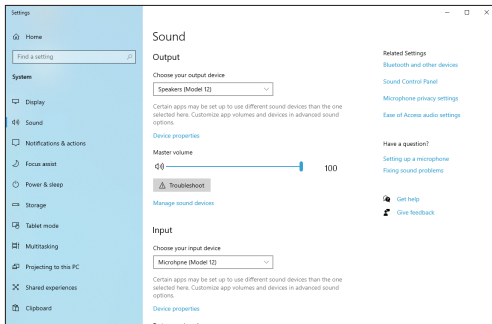 Settings
Home
Find a setting
System
Display
Sound
Notifications & actions
Focus assist
Power & sleep
Storage
Tablet mode
Multitasking
Projecting to this PC
Shared experiences
Clipboard
Sound
Output
Choose your output device
Speakers (Model 12)
Certain apps may be set up to use different sound devices than the one
selected here. Customize app volumes and devices in advanced sound
options.
Device properties
Master volume
100
Troubleshoot
Manage sound devices
Input
Choose your input device
Microhpne (Model 12)
Certain apps may be set up to use different sound devices than the one
selected here. Customize app volumes and devices in advanced sound
options.
Device properties
Related Settings
Bluetooth and other devices
Sound Control Panel
Microphone privacy settings
Ease of Access audio settings
Have a question?
Setting up a microphone
Fixing sound problems
Get help
Give feedback